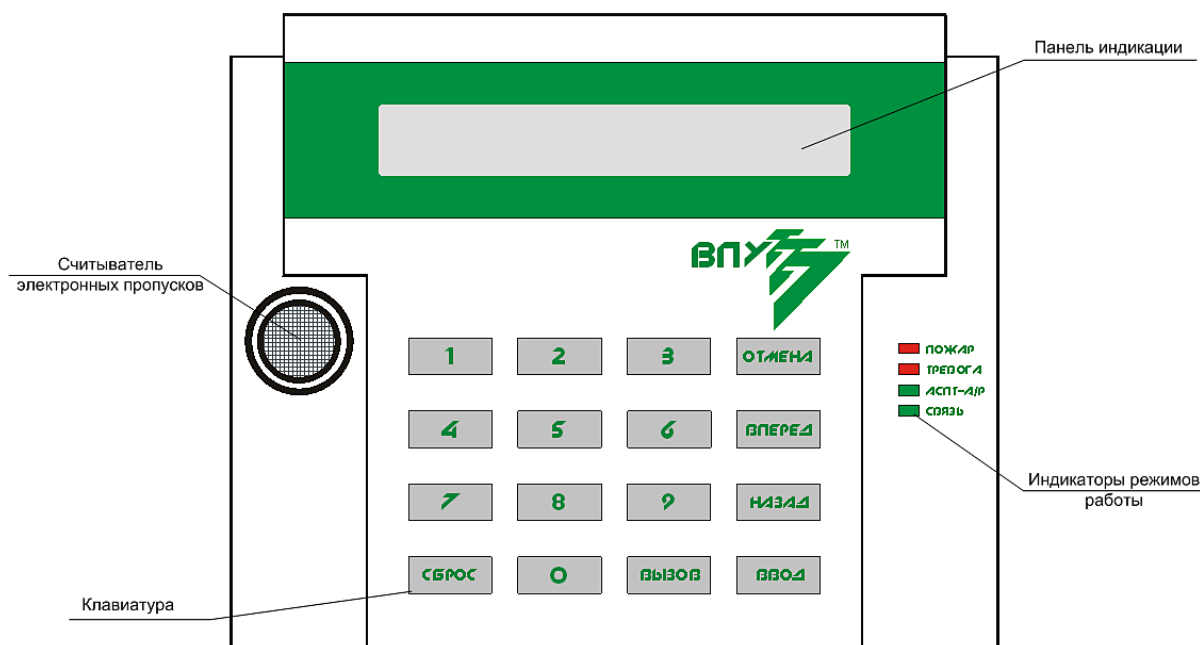 Панель индикации
ВПУ ™
Считыватель
электронных пропусков
1 2 3 ОТМЕНА
ПОЖАР
ТРЕВОГА
АСПТ-А/Р
СВЯЗЬ
4 5 6 ВПЕРЕД
Индикаторы режимов
работы
7 8 9 НАЗАД
СБРОС 0 ВЫЗОВ ВВОД
Клавиатура